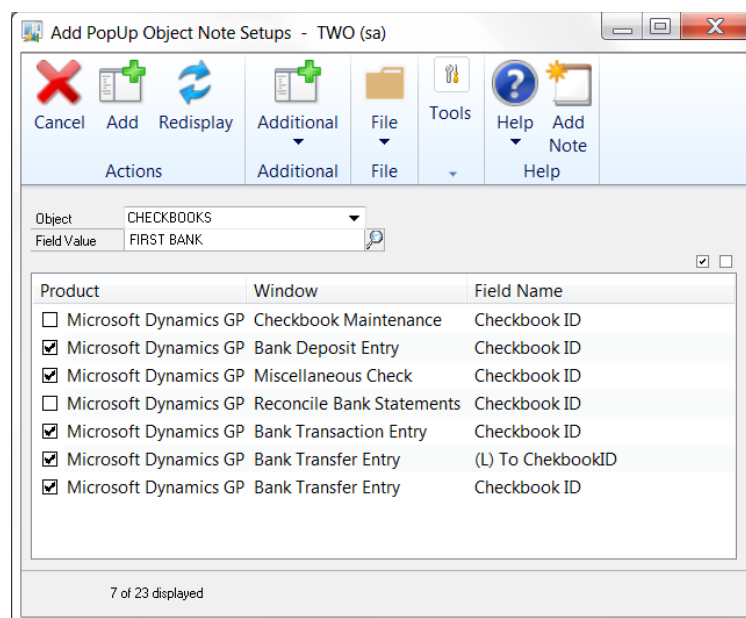 Add PopUp Object Note Setups - TWO (sa)
Cancel Add Redisplay Additional File Tools Help Add Note
Actions Additional File Help
Object CHECKBOOKS
Field Value FIRST BANK
Product Window Field Name
Microsoft Dynamics GP Checkbook Maintenance Checkbook ID
Microsoft Dynamics GP Bank Deposit Entry Checkbook ID
Microsoft Dynamics GP Miscellaneous Check Checkbook ID
Microsoft Dynamics GP Reconcile Bank Statements Checkbook ID
Microsoft Dynamics GP Bank Transaction Entry Checkbook ID
Microsoft Dynamics GP Bank Transfer Entry (L) To ChekbookID
Microsoft Dynamics GP Bank Transfer Entry Checkbook ID
7 of 23 displayed